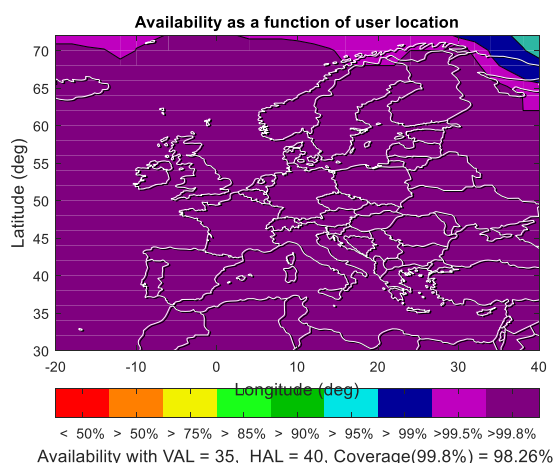 Availability as a function of user location
70
65
60
55
50
45
40
35
30
Latitude (deg)
-20 -10 0 10 20 30 40
Longitude (deg)
< 50% > 50% > 75% > 85% > 90% > 95% > 99% >99.5% >99.8%
Availability with VAL = 35, HAL = 40, Coverage(99.8%) = 98.26%